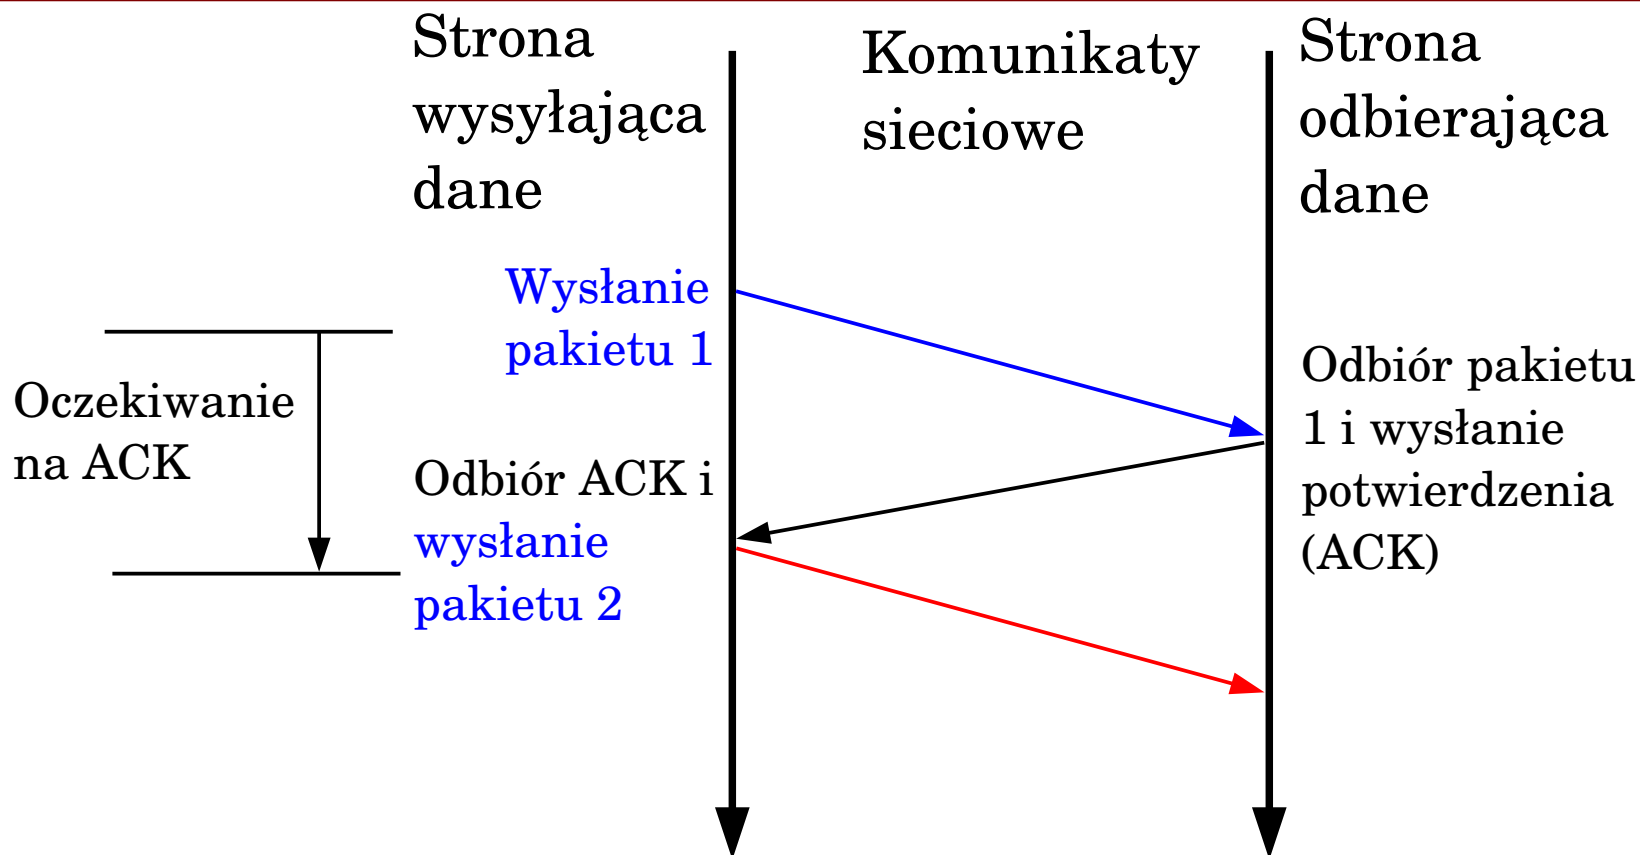 Strona
wysyłająca
dane
Komunikaty
sieciowe
Strona
odbierająca
dane
Wysłanie
pakietu 1
Oczekiwanie
na ACK
Odbiór ACK i
wysłanie
pakietu 2
Odbiór pakietu
1 i wysłanie
potwierdzenia
(ACK)